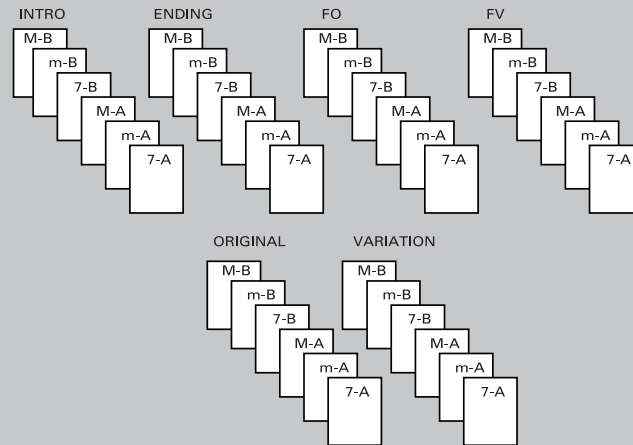 INTRO ENDING FO FV
M-B M-B M-B M-B
m-B m-B m-B m-B
7-B 7-B 7-B 7-B
M-A M-A M-A M-A
m-A m-A m-A m-A
7-A 7-A 7-A 7-A
ORIGINAL VARIATION
M-B M-B
m-B m-B
7-B 7-B
M-A M-A
m-A m-A
7-A 7-A